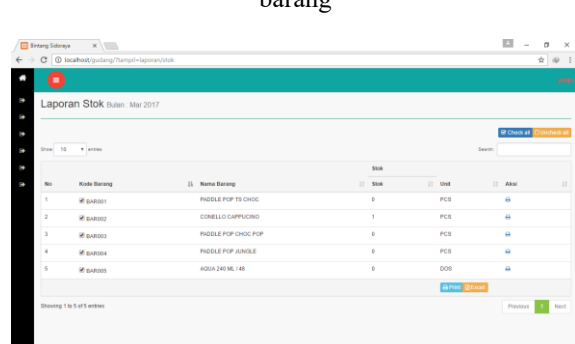 barang
Bintang Sidoraya
localhost/gudang/?tampil=laporan/stok
Laporan Stok Bulan : Mar 2017
Check all Uncheck all
Show 10 entries Search:
Stok
No Kode Barang Nama Barang Stok Unit Aksi
1 BAR001 PADDLE POP TS CHOC 0 PCS
2 BAR002 CONELLO CAPPUCINO 1 PCS
3 BAR003 PADDLE POP CHOC POP 0 PCS
4 BAR004 PADDLE POP JUNGLE 0 PCS
5 BAR005 AQUA 240 ML / 48 0 DOS
Print Excell
Showing 1 to 5 of 5 entries Previous 1 Next